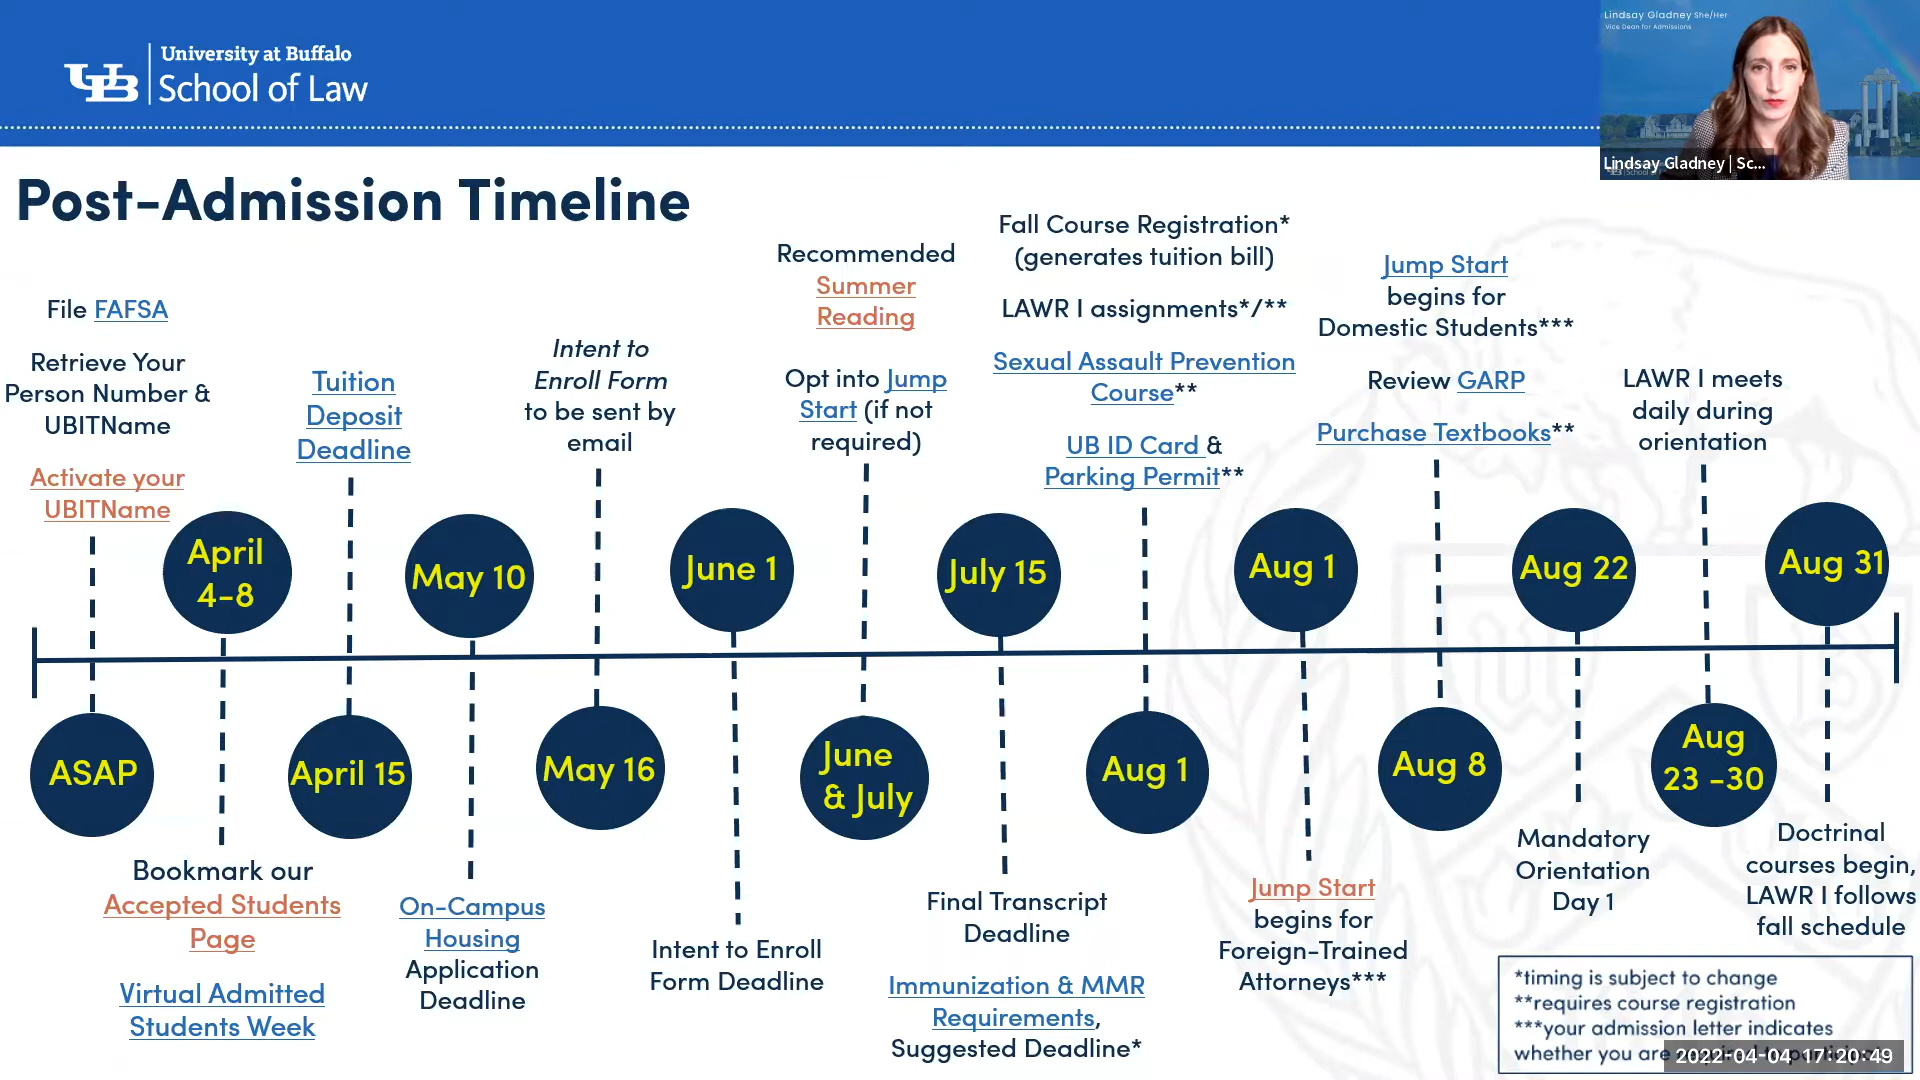 University at Buffalo
School of Law
Lindsay Gladney She/Her
Vice Dean for Admissions
Lindsay Gladney | Sc...
Post-Admission Timeline
File FAFSA
Retrieve Your
Person Number &
UBITName
Activate your
UBITName
ASAP
April
4-8
Bookmark our
Accepted Students
Page
Virtual Admitted
Students Week
Tuition
Deposit
Deadline
April 15
May 10
On-Campus
Housing
Application
Deadline
Intent to
Enroll Form
to be sent by
email
May 16
June 1
Intent to Enroll
Form Deadline
Recommended
Summer
Reading
Opt into Jump
Start (if not
required)
June
& July
July 15
Final Transcript
Deadline
Immunization & MMR
Requirements,
Suggested Deadline*
Fall Course Registration*
(generates tuition bill)
LAWR I assignments*/**
Sexual Assault Prevention
Course**
UB ID Card &
Parking Permit**
Aug 1
Aug 1
Jump Start
begins for
Foreign-Trained
Attorneys***
Jump Start
begins for
Domestic Students***
Review GARP
Purchase Textbooks**
Aug 8
Aug 22
Mandatory
Orientation
Day 1
LAWR I meets
daily during
orientation
Aug
23 -30
Aug 31
Doctrinal
courses begin,
LAWR I follows
fall schedule
*timing is subject to change
**requires course registration
***your admission letter indicates
whether you are
2022-04-04 17:20:49